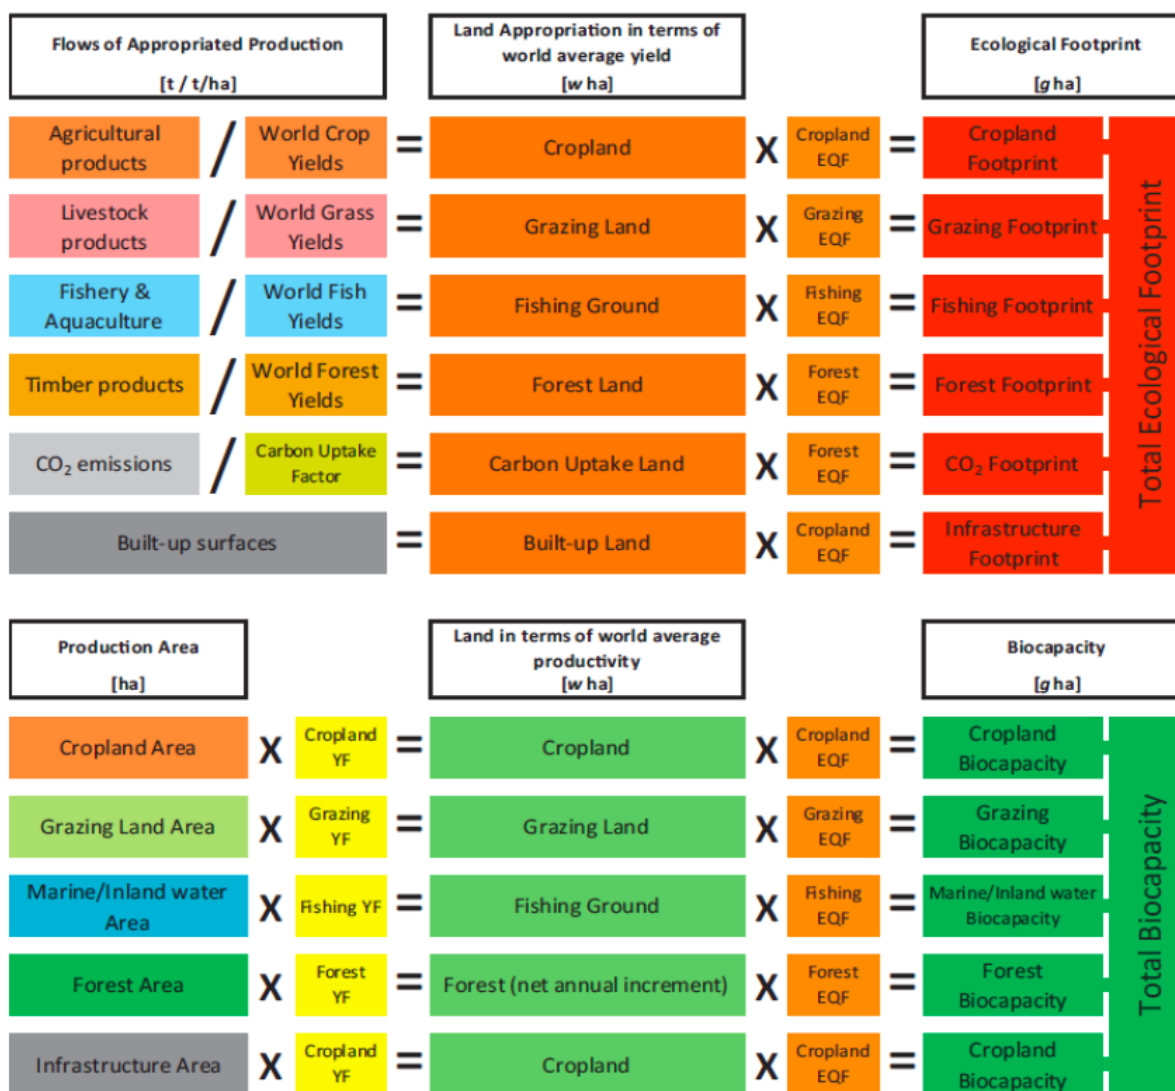 Flows of Appropriated Production
[t / t/ha]
Land Appropriation in terms of
world average yield
[w ha]
Ecological Footprint
[g ha]
Agricultural
products
/
World Crop
Yields
=
Cropland
X
Cropland
EQF
=
Cropland
Footprint
Livestock
products
/
World Grass
Yields
=
Grazing Land
X
Grazing
EQF
=
Grazing Footprint
Fishery &
Aquaculture
/
World Fish
Yields
=
Fishing Ground
X
Fishing
EQF
=
Fishing Footprint
Timber products
/
World Forest
Yields
=
Forest Land
X
Forest
EQF
=
Forest Footprint
CO₂ emissions
/
Carbon Uptake
Factor
=
Carbon Uptake Land
X
Forest
EQF
=
CO₂ Footprint
Built-up surfaces
=
Built-up Land
X
Cropland
EQF
=
Infrastructure
Footprint
Total Ecological Footprint
Production Area
[ha]
Land in terms of world average
productivity
[w ha]
Biocapacity
[g ha]
Cropland Area
X
Cropland
YF
=
Cropland
X
Cropland
EQF
=
Cropland
Biocapacity
Grazing Land Area
X
Grazing
YF
=
Grazing Land
X
Grazing
EQF
=
Grazing
Biocapacity
Marine/Inland water
Area
X
Fishing YF
=
Fishing Ground
X
Fishing
EQF
=
Marine/Inland water
Biocapacity
Forest Area
X
Forest
YF
=
Forest (net annual increment)
X
Forest
EQF
=
Forest
Biocapacity
Infrastructure Area
X
Cropland
YF
=
Cropland
X
Cropland
EQF
=
Cropland
Biocapacity
Total Biocapacity